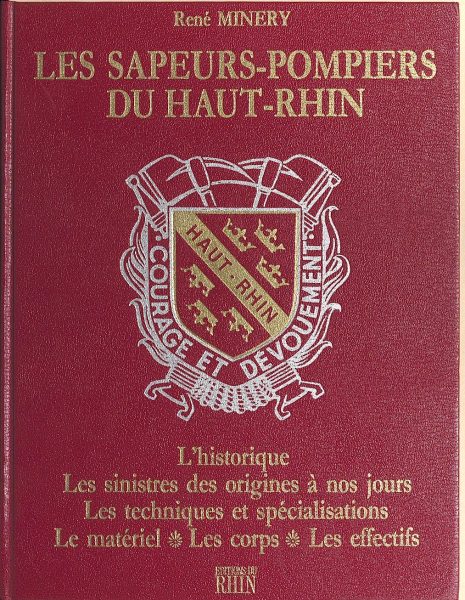 René MINERY
LES SAPEURS-POMPIERS
DU HAUT-RHIN
HAUT-RHIN
COURAGE ET DÉVOUEMENT
L'historique
Les sinistres des origines à nos jours
Les techniques et spécialisations
Le matériel ❋ Les corps ❋ Les effectifs
EDITIONS DU
RHIN